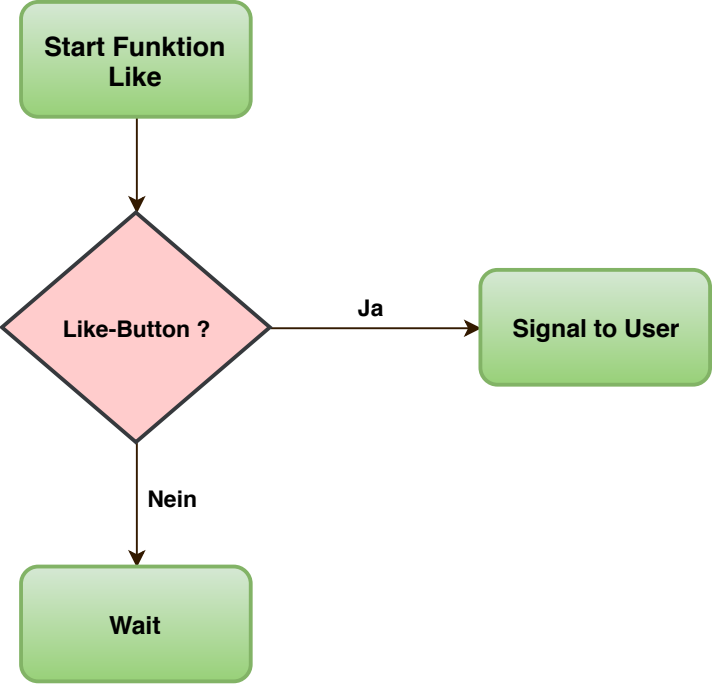 Start Funktion
Like
Like-Button ?
Ja
Signal to User
Nein
Wait